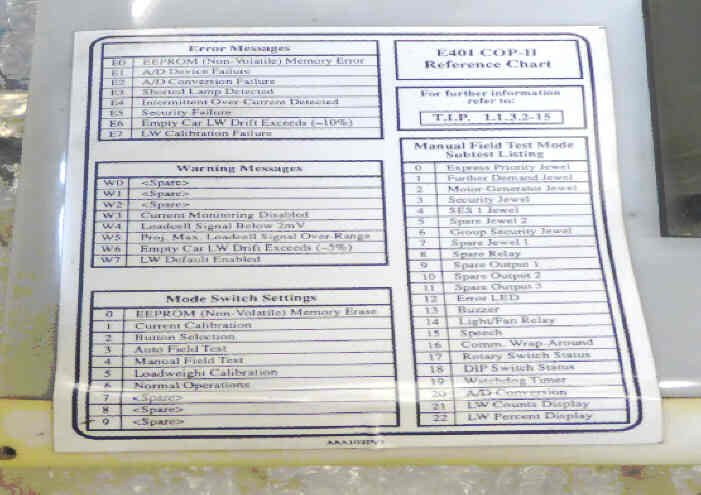 Error Messages
E0 EEPROM (Non-Volatile) Memory Error
E1 A/D Device Failure
E2 A/D Conversion Failure
E3 Shorted Lamp Detected
E4 Intermittent Over-Current Detected
E5 Security Failure
E6 Empty Car LW Drift Exceeds (~10%)
E7 LW Calibration Failure
Warning Messages
W0 <Spare>
W1 <Spare>
W2 <Spare>
W3 Current Monitoring Disabled
W4 Loadcell Signal Below 2mV
W5 Proj. Max. Loadcell Signal Over-Range
W6 Empty Car LW Drift Exceeds (~5%)
W7 LW Default Enabled
Mode Switch Settings
0 EEPROM (Non-Volatile) Memory Erase
1 Current Calibration
2 Button Selection
3 Auto Field Test
4 Manual Field Test
5 Loadweight Calibration
6 Normal Operations
7 <Spare>
8 <Spare>
9 <Spare>
E401 COP-II
Reference Chart
For further information
refer to:
T.I.P. 1.1.3.2-15
Manual Field Test Mode
Subtest Listing
0 Express Priority Jewel
1 Further Demand Jewel
2 Motor Generator Jewel
3 Security Jewel
4 SES 1 Jewel
5 Spare Jewel 2
6 Group Security Jewel
7 Spare Jewel 1
8 Spare Relay
9 Spare Output 1
10 Spare Output 2
11 Spare Output 3
12 Error LED
13 Buzzer
14 Light/Fan Relay
15 Speech
16 Comm. Wrap-Around
17 Rotary Switch Status
18 DIP Switch Status
19 Watchdog Timer
20 A/D Conversion
21 LW Counts Display
22 LW Percent Display